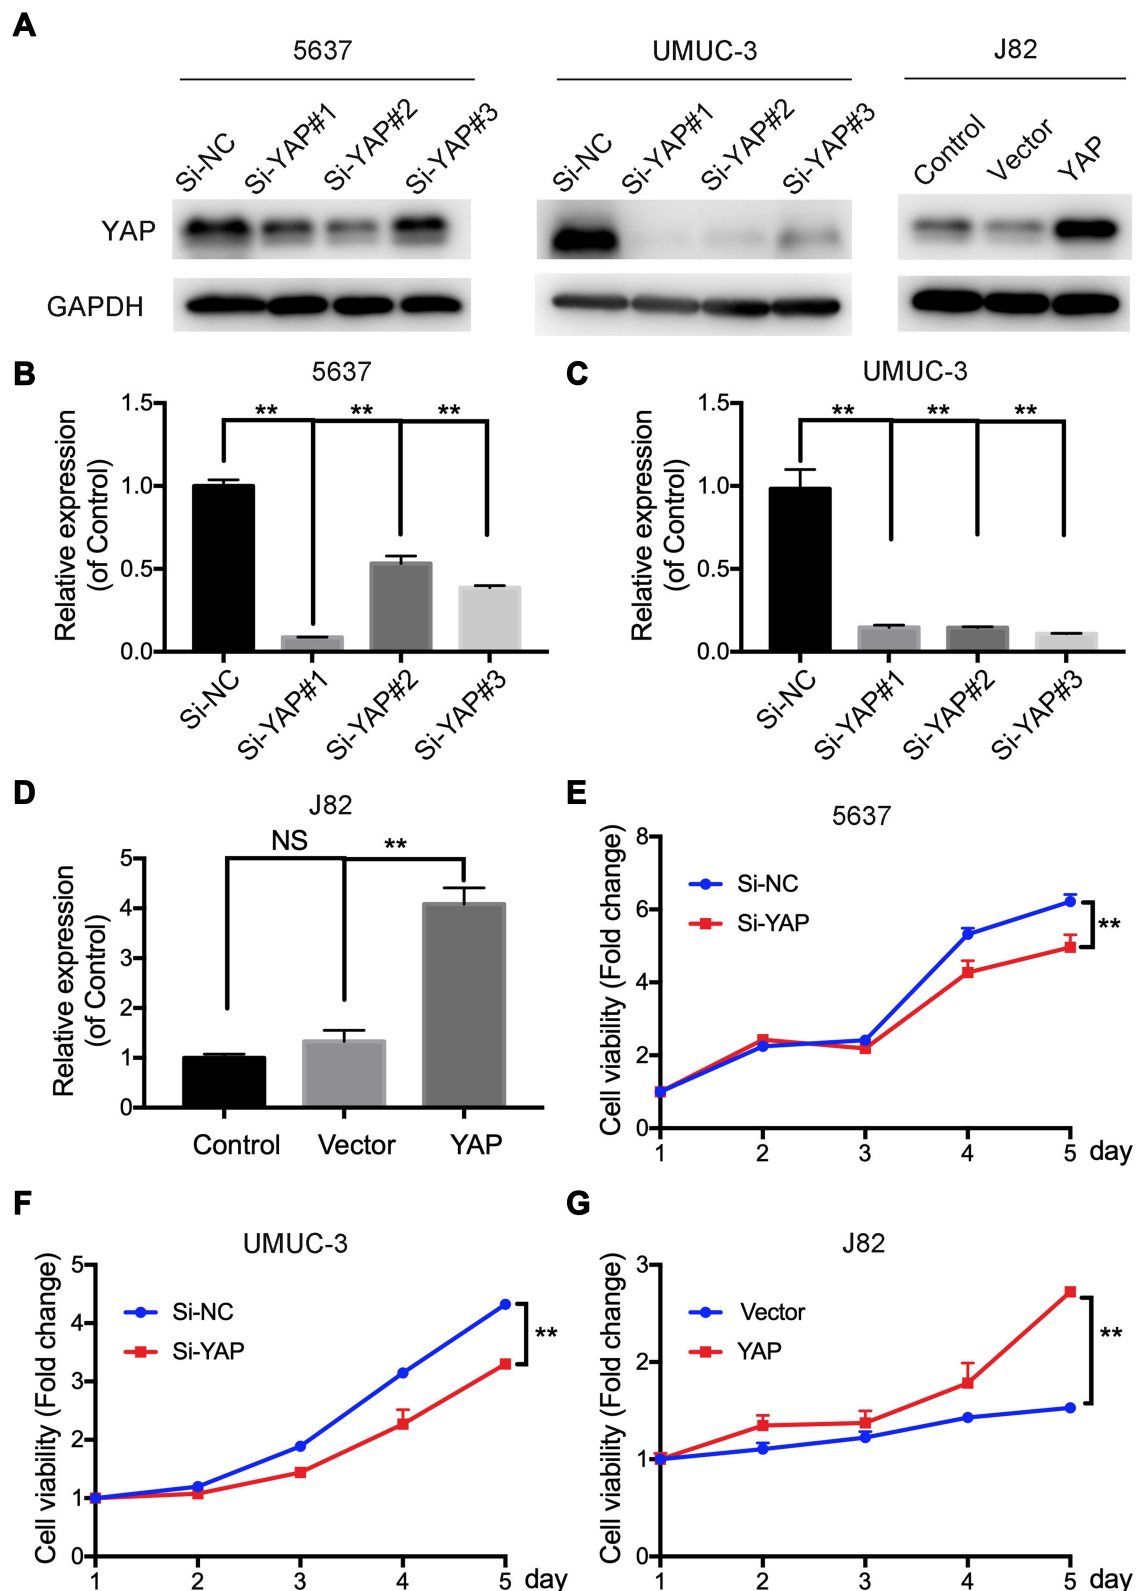 A
5637 UMUC-3 J82
Si-NC Si-YAP#1 Si-YAP#2 Si-YAP#3 Si-NC Si-YAP#1 Si-YAP#2 Si-YAP#3 Control Vector YAP
YAP
GAPDH
B
5637
Relative expression
(of Control)
1.5
1.0
0.5
0.0
** ** **
Si-NC Si-YAP#1 Si-YAP#2 Si-YAP#3
C
UMUC-3
Relative expression
(of Control)
1.5
1.0
0.5
0.0
** ** **
Si-NC Si-YAP#1 Si-YAP#2 Si-YAP#3
D
J82
Relative expression
(of Control)
5
4
3
2
1
0
NS **
Control Vector YAP
E
5637
Cell viability (Fold change)
8
6
4
2
0
Si-NC
Si-YAP
**
1 2 3 4 5 day
F
UMUC-3
Cell viability (Fold change)
5
4
3
2
1
0
Si-NC
Si-YAP
**
1 2 3 4 5 day
G
J82
Cell viability (Fold change)
3
2
1
0
Vector
YAP
**
1 2 3 4 5 day